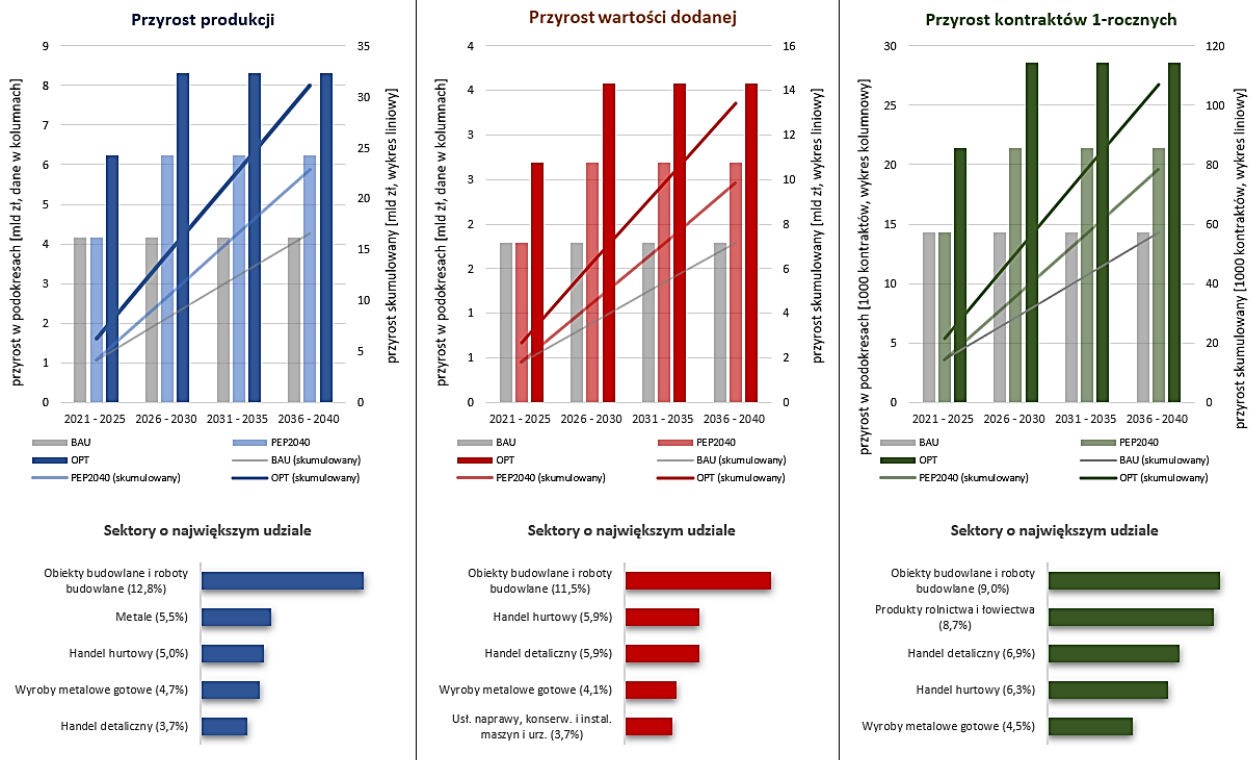 Przyrost produkcji
przyrost w podokresach [mld zł, dane w kolumnach]
9
8
7
6
5
4
3
2
1
0
35
30
25
20
15
10
5
0
przyrost skumulowany [mld zł, wykres liniowy]
2021 - 2025
2026 - 2030
2031 - 2035
2036 - 2040
BAU
PEP2040
OPT
BAU (skumulowany)
PEP2040 (skumulowany)
OPT (skumulowany)
Sektory o największym udziale
Obiekty budowlane i roboty
budowlane (12,8%)
Metale (5,5%)
Handel hurtowy (5,0%)
Wyroby metalowe gotowe (4,7%)
Handel detaliczny (3,7%)
Przyrost wartości dodanej
przyrost w podokresach [mld zł, dane w kolumnach]
4
4
3
3
2
2
1
1
0
16
14
12
10
8
6
4
2
0
przyrost skumulowany [mld zł, wykres liniowy]
2021 - 2025
2026 - 2030
2031 - 2035
2036 - 2040
BAU
PEP2040
OPT
BAU (skumulowany)
PEP2040 (skumulowany)
OPT (skumulowany)
Sektory o największym udziale
Obiekty budowlane i roboty
budowlane (11,5%)
Handel hurtowy (5,9%)
Handel detaliczny (5,9%)
Wyroby metalowe gotowe (4,1%)
Usł. naprawy, konserw. i instal.
maszyn i urz. (3,7%)
Przyrost kontraktów 1-rocznych
przyrost w podokresach [1000 kontraktów, wykres kolumnowy]
30
25
20
15
10
5
0
120
100
80
60
40
20
0
przyrost skumulowany [1000 kontraktów, wykres liniowy]
2021 - 2025
2026 - 2030
2031 - 2035
2036 - 2040
BAU
PEP2040
OPT
BAU (skumulowany)
PEP2040 (skumulowany)
OPT (skumulowany)
Sektory o największym udziale
Obiekty budowlane i roboty
budowlane (9,0%)
Produkty rolnictwa i łowiectwa
(8,7%)
Handel detaliczny (6,9%)
Handel hurtowy (6,3%)
Wyroby metalowe gotowe (4,5%)